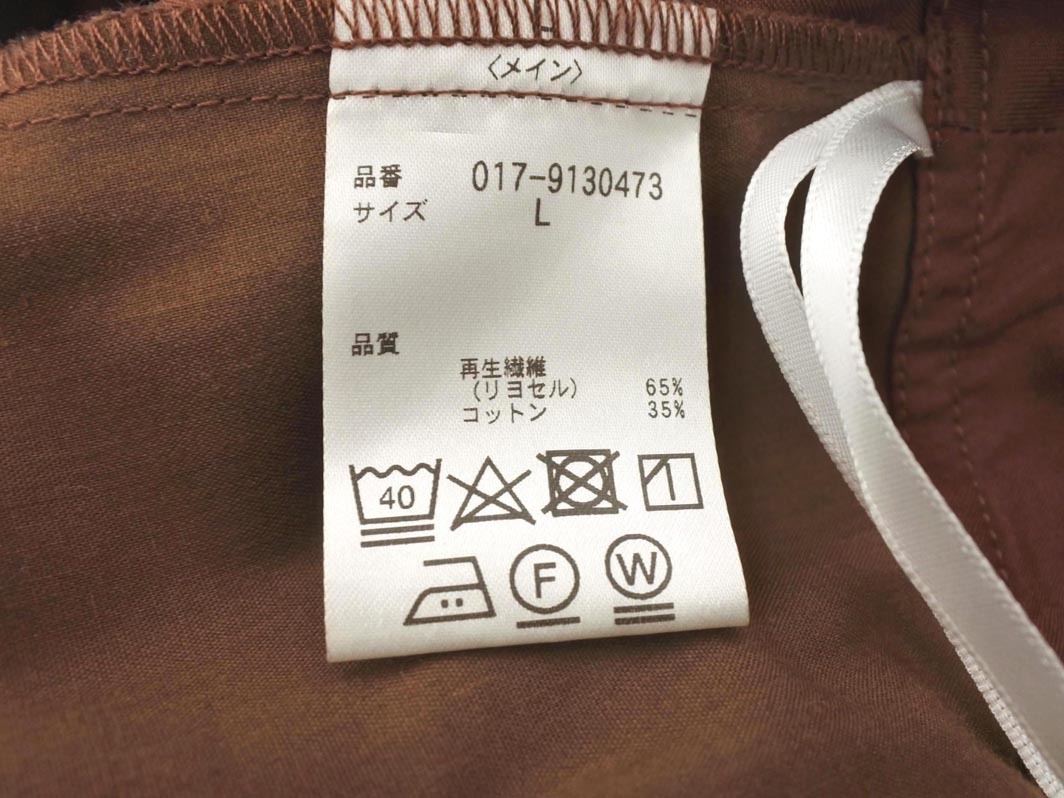 〈メイン〉
品番 017-9130473
サイズ L
品質
再生繊維
(リヨセル) 65%
コットン 35%
40
F W